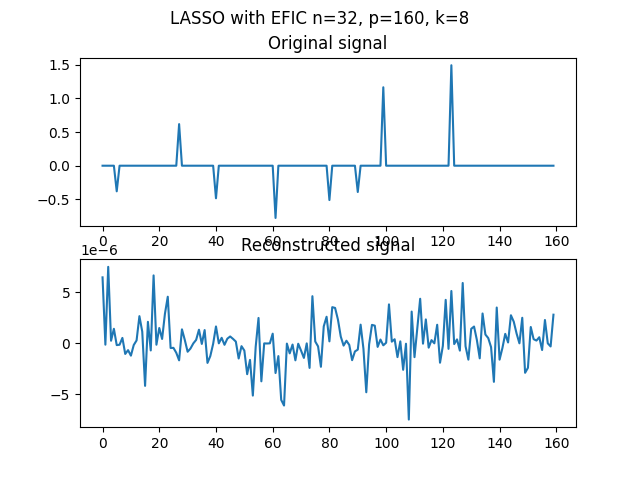 LASSO with EFIC n=32, p=160, k=8
Original signal
1.5
1.0
0.5
0.0
−0.5
0 20 40 60 80 100 120 140 160
Reconstructed signal
1e−6
5
0
−5
0 20 40 60 80 100 120 140 160